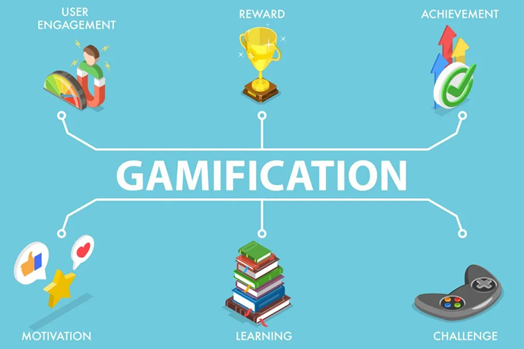 USER
ENGAGEMENT
REWARD
ACHIEVEMENT
GAMIFICATION
MOTIVATION
LEARNING
CHALLENGE